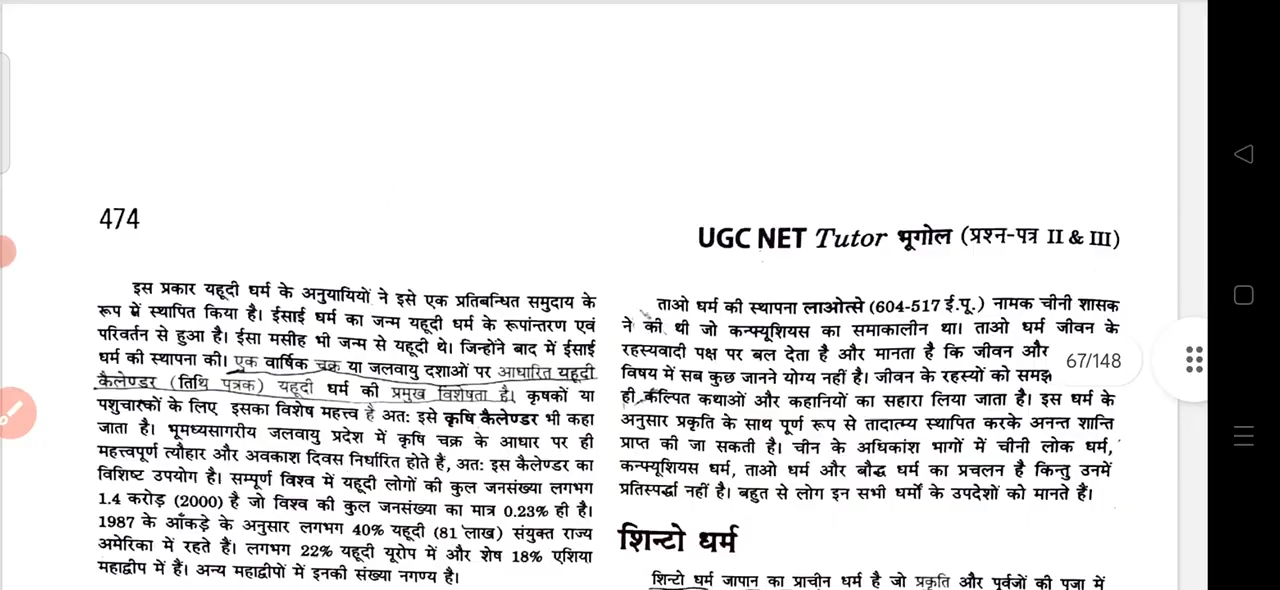 474
UGC NET Tutor भूगोल (प्रश्न-पत्र II & III)
इस प्रकार यहूदी धर्म के अनुयायियों ने इसे एक प्रतिबन्धित समुदाय के
रूप में स्थापित किया है। ईसाई धर्म का जन्म यहूदी धर्म के रूपांन्तरण एवं
परिवर्तन से हुआ है। ईसा मसीह भी जन्म से यहूदी थे। जिन्होंने बाद में ईसाई
धर्म की स्थापना की। एक वार्षिक चक्र या जलवायु दशाओं पर आधारित यहूदी
कैलेण्डर (तिथि पत्रक) यहूदी धर्म की प्रमुख विशेषता है। कृषकों या
पशुचारकों के लिए इसका विशेष महत्त्व है अतः इसे कृषि कैलेण्डर भी कहा
जाता है। भूमध्यसागरीय जलवायु प्रदेश में कृषि चक्र के आधार पर ही
महत्त्वपूर्ण त्यौहार और अवकाश दिवस निर्धारित होते हैं, अतः इस कैलेण्डर का
विशिष्ट उपयोग है। सम्पूर्ण विश्व में यहूदी लोगों की कुल जनसंख्या लगभग
1.4 करोड़ (2000) है जो विश्व की कुल जनसंख्या का मात्र 0.23% ही है।
1987 के आँकड़े के अनुसार लगभग 40% यहूदी (81 लाख) संयुक्त राज्य
अमेरिका में रहते हैं। लगभग 22% यहूदी यूरोप में और शेष 18% एशिया
महाद्वीप में हैं। अन्य महाद्वीपों में इनकी संख्या नगण्य है।
ताओ धर्म की स्थापना लाओत्से (604-517 ई.पू.) नामक चीनी शासक
ने की थी जो कन्फ्यूशियस का समाकालीन था। ताओ धर्म जीवन के
रहस्यवादी पक्ष पर बल देता है और मानता है कि जीवन और
विषय में सब कुछ जानने योग्य नहीं है। जीवन के रहस्यों को समझ
ही कल्पित कथाओं और कहानियों का सहारा लिया जाता है। इस धर्म के
अनुसार प्रकृति के साथ पूर्ण रूप से तादात्म्य स्थापित करके अनन्त शान्ति
प्राप्त की जा सकती है। चीन के अधिकांश भागों में चीनी लोक धर्म,
कन्फ्यूशियस धर्म, ताओ धर्म और बौद्ध धर्म का प्रचलन है किन्तु उनमें
प्रतिस्पर्द्धा नहीं है। बहुत से लोग इन सभी धर्मों के उपदेशों को मानते हैं।
67/148
शिन्टो धर्म
शिन्टो धर्म जापान का प्राचीन धर्म है जो प्रकृति और पूर्वजों की पूजा में